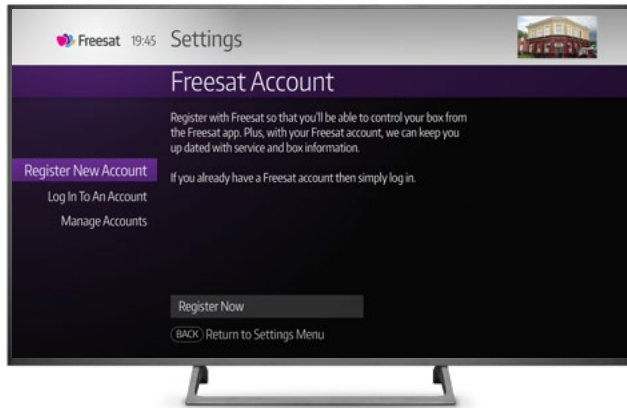 Freesat 19:45 Settings
Freesat Account
Register with Freesat so that you'll be able to control your box from
the Freesat app. Plus, with your Freesat account, we can keep you
up dated with service and box information.
If you already have a Freesat account then simply log in.
Register New Account
Log In To An Account
Manage Accounts
Register Now
BACK Return to Settings Menu